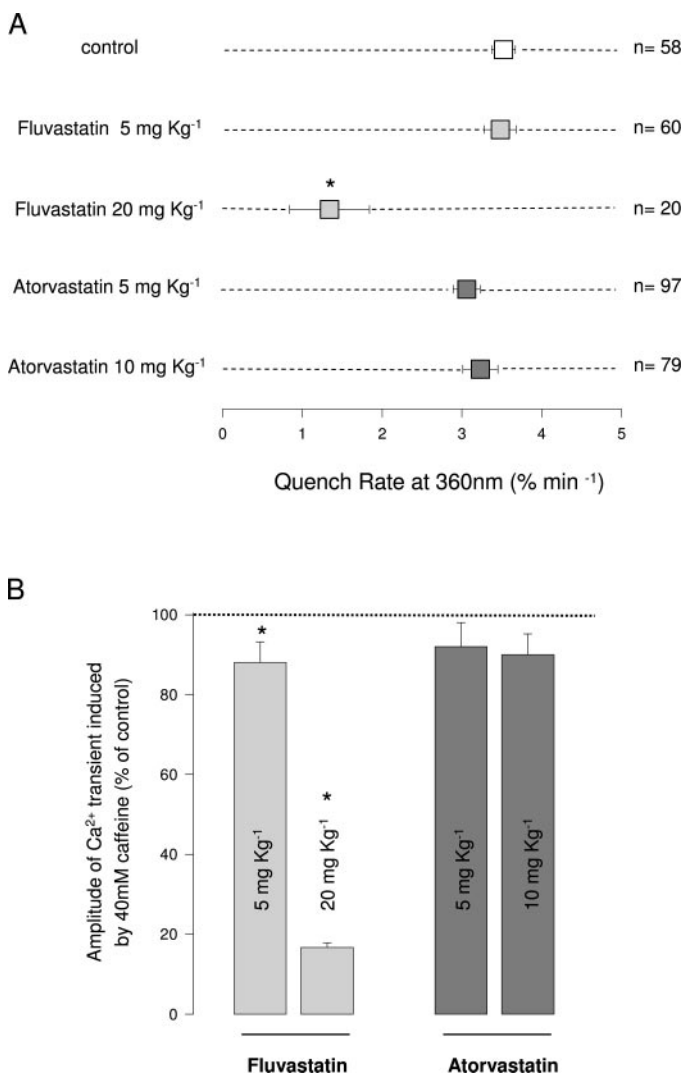 A
control
n= 58
Fluvastatin 5 mg Kg⁻¹
n= 60
*
Fluvastatin 20 mg Kg⁻¹
n= 20
Atorvastatin 5 mg Kg⁻¹
n= 97
Atorvastatin 10 mg Kg⁻¹
n= 79
0 1 2 3 4 5
Quench Rate at 360nm (% min ⁻¹)
B
Amplitude of Ca²⁺ transient induced
by 40mM caffeine (% of control)
100
80
60
40
20
0
*
*
5 mg Kg⁻¹
20 mg Kg⁻¹
5 mg Kg⁻¹
10 mg Kg⁻¹
Fluvastatin Atorvastatin